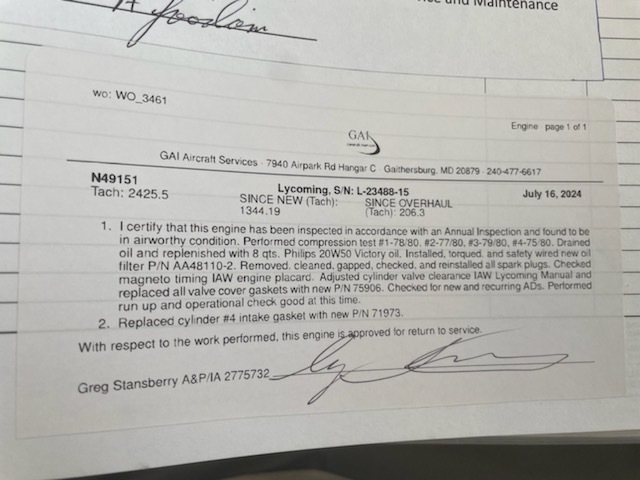 and Maintenance
wo: WO_3461
Engine page 1 of 1
GAI
GAI Aircraft Services · 7940 Airpark Rd Hangar C · Gaithersburg, MD 20879 · 240-477-6617
N49151
Lycoming, S/N: L-23488-15
July 16, 2024
Tach: 2425.5
SINCE NEW (Tach): SINCE OVERHAUL
1344.19 (Tach): 206.3
1. I certify that this engine has been inspected in accordance with an Annual Inspection and found to be
in airworthy condition. Performed compression test #1-78/80, #2-77/80, #3-79/80, #4-75/80. Drained
oil and replenished with 8 qts. Philips 20W50 Victory oil. Installed, torqued, and safety wired new oil
filter P/N AA48110-2. Removed, cleaned, gapped, checked, and reinstalled all spark plugs. Checked
magneto timing IAW engine placard. Adjusted cylinder valve clearance IAW Lycoming Manual and
replaced all valve cover gaskets with new P/N 75906. Checked for new and recurring ADs. Performed
run up and operational check good at this time.
2. Replaced cylinder #4 intake gasket with new P/N 71973.
With respect to the work performed, this engine is approved for return to service.
Greg Stansberry A&P/IA 2775732